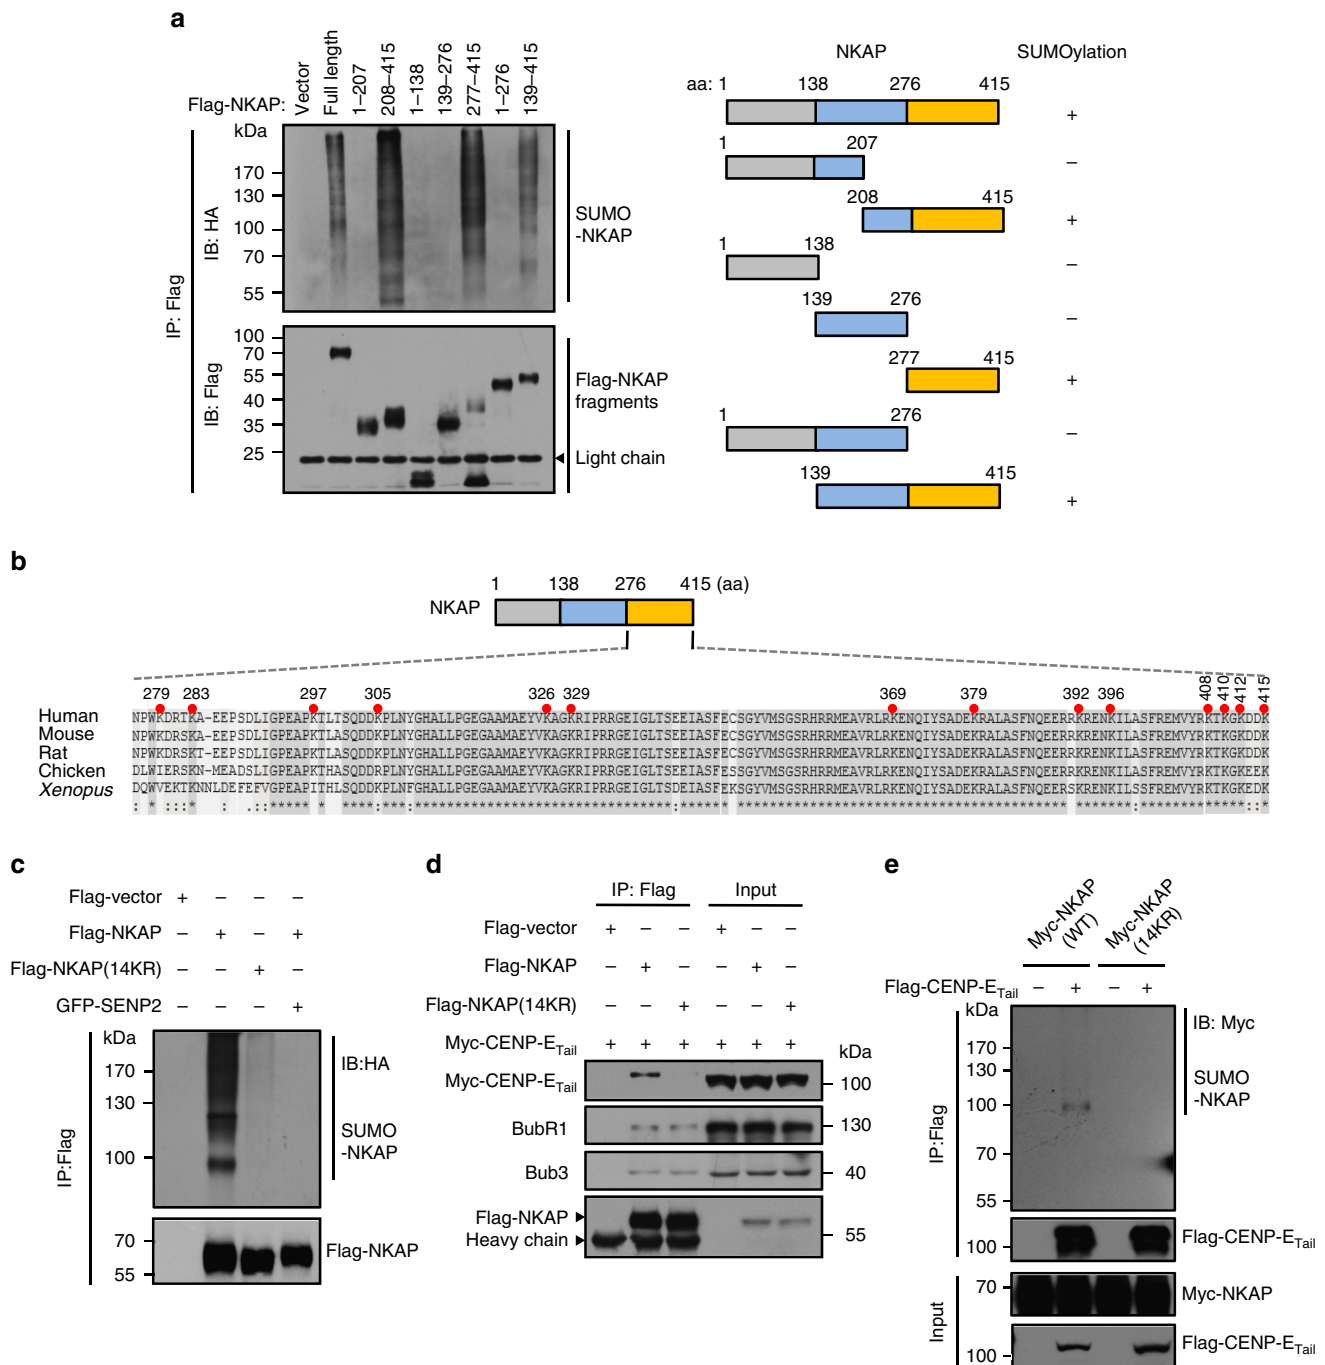 a
Flag-NKAP:
Vector
Full length
1–207
208–415
1–138
139–276
277–415
1–276
139–415
kDa
170
130
100
70
55
IB: HA
SUMO
-NKAP
IP: Flag
100
70
55
40
35
25
IB: Flag
Flag-NKAP
fragments
Light chain
NKAP SUMOylation
aa: 1 138 276 415
+
1 207
–
208 415
+
1 138
–
139 276
–
277 415
+
1 276
–
139 415
+
b
1 138 276 415 (aa)
NKAP
279 283 297 305 326 329 369 379 392 396 408 410 412 415
Human NPWKDRTKA-EEPSDLIGPEAPKTLTSQDDKPLNYGHALLPGEGAAMAEYVKAGKRIPRRGEIGLTSEEIASFECSGYVMSGSRHRRMEAVRLRKENQIYSADEKRALASFNQEERRKRENKILASFREMVYRKTKGKDDK
Mouse NPWKDRSKA-EEPSDLIGPEAPKTLTSQDDKPLNYGHALLPGEGAAMAEYVKAGKRIPRRGEIGLTSEEIASFECSGYVMSGSRHRRMEAVRLRKENQIYSADEKRALASFNQEERRKRENKILASFREMVYRKTKGKDDK
Rat NPWKDRSKT-EEPSDLIGPEAPKTLTSQDDKPLNYGHALLPGEGAAMAEYVKAGKRIPRRGEIGLTSEEIASFECSGYVMSGSRHRRMEAVRLRKENQIYSADEKRALASFNQEERRKRENKILASFREMVYRKTKGKDDK
Chicken DLWIERSKN-MEADSLIGPEAPKTHASQDDRPLNYGHALLPGEGAAMAEYVKAGKRIPRRGEIGLTSEEIASFESSGYVMSGSRHRRMEAVRLRKENQIYSADEKRALASFNQEERRKRENKILASFREMVYRKTKGKEEK
Xenopus DQWVEKTKNNLDEFEFVGPEAPITHLSQDDKPLNFGHALLPGEGAAMAEYVKAGKRIPRRGEIGLTSDEIASFEKSGYVMSGSRHRRMEAVRLRKENQIYSADEKRALASFNQEERSKRENKILSSFREMVYRKTKGKDDK
c
Flag-vector + – – –
Flag-NKAP – + – +
Flag-NKAP(14KR) – – + –
GFP-SENP2 – – – +
kDa
170
130
100
IB:HA
SUMO
-NKAP
IP:Flag
70
55
Flag-NKAP
d
IP: Flag Input
Flag-vector + – – + – –
Flag-NKAP – + – – + –
Flag-NKAP(14KR) – – + – – +
Myc-CENP-ETail + + + + + + kDa
Myc-CENP-ETail 100
BubR1 130
Bub3 40
Flag-NKAP
Heavy chain 55
e
Myc-NKAP
(WT)
Myc-NKAP
(14KR)
Flag-CENP-ETail – + – +
kDa
170
130
100
70
55
IB: Myc
SUMO
-NKAP
IP:Flag
100 Flag-CENP-ETail
Input
70 Myc-NKAP
100 Flag-CENP-ETail